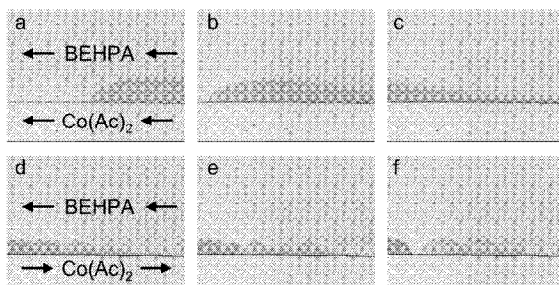 a b c
← BEHPA ←
← Co(Ac)2 ←
d e f
← BEHPA ←
→ Co(Ac)2 →